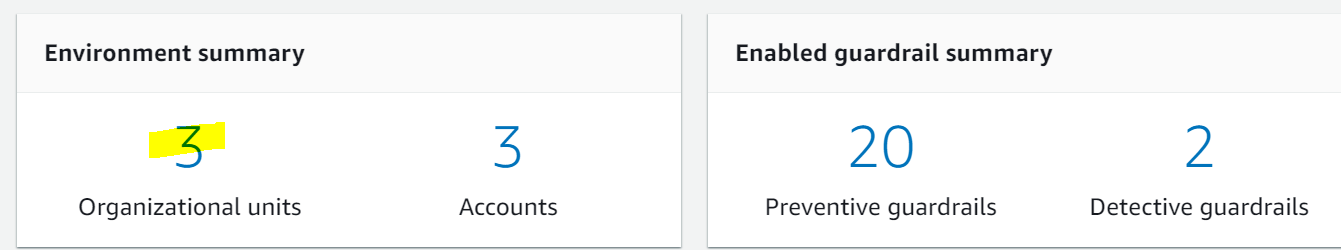 Environment summary
Enabled guardrail summary
3
3
20
2
Organizational units
Accounts
Preventive guardrails
Detective guardrails